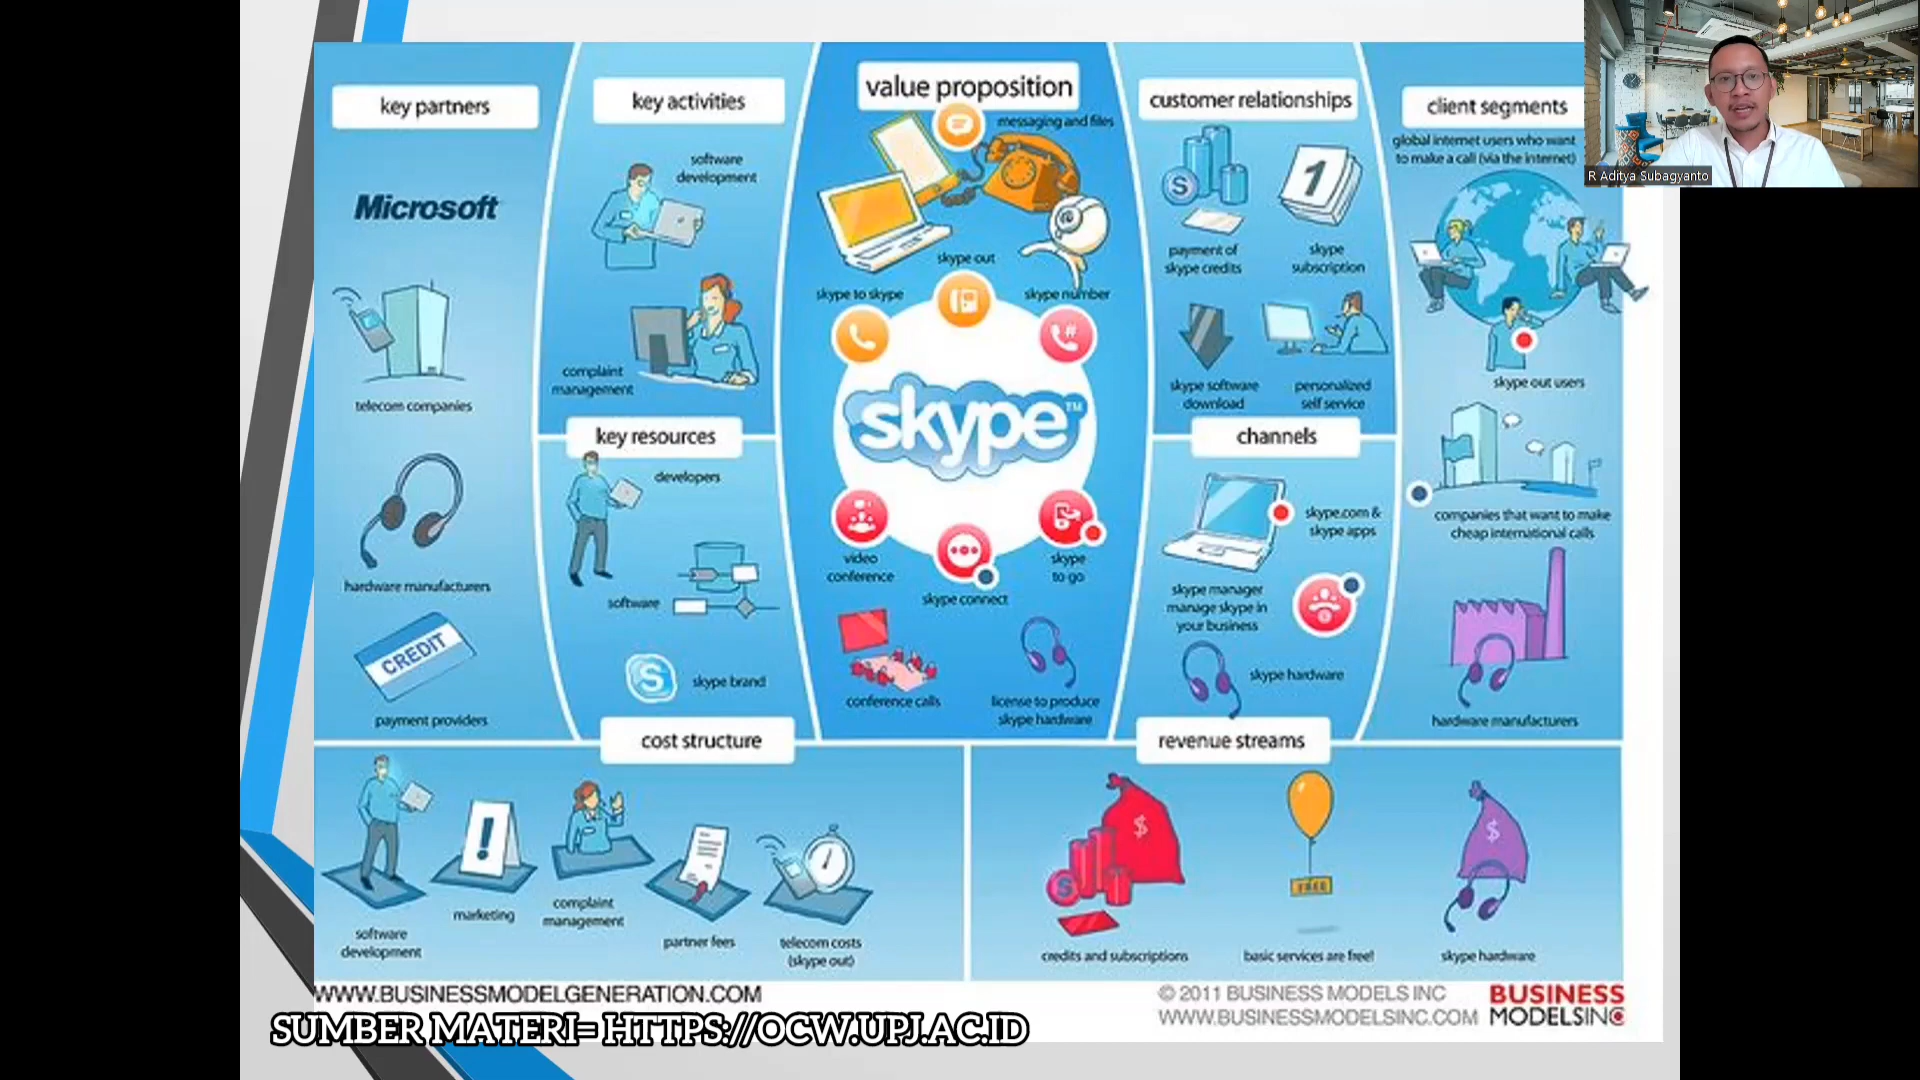 key partners
Microsoft
telecom companies
hardware manufacturers
CREDIT
payment providers
key activities
software
development
complaint
management
key resources
developers
software
S
skype brand
value proposition
messaging and files
skype out
skype to skype
skype number
#
skype™
video
conference
skype connect
skype
to go
conference calls
license to produce
skype hardware
customer relationships
S
1
payment of
skype credits
skype
subscription
skype software
download
personalized
self service
channels
skype.com &
skype apps
skype manager
manage skype in
your business
skype hardware
client segments
global internet users who want
to make a call (via the internet)
skype out users
companies that want to make
cheap international calls
hardware manufacturers
cost structure
!
software
development
marketing
complaint
management
partner fees
telecom costs
(skype out)
revenue streams
$
S
credits and subscriptions
FREE
basic services are free!
$
skype hardware
WWW.BUSINESSMODELGENERATION.COM
© 2011 BUSINESS MODELS INC
WWW.BUSINESSMODELSINC.COM
BUSINESS
MODELSINC
SUMBER MATERI= HTTPS://OCW.UPJ.AC.ID
R Aditya Subagyanto